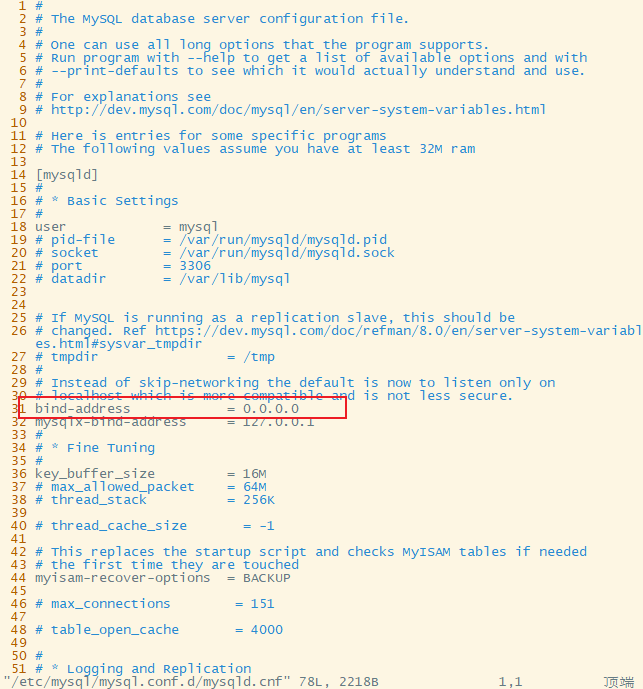 1 #
2 # The MySQL database server configuration file.
3 #
4 # One can use all long options that the program supports.
5 # Run program with --help to get a list of available options and with
6 # --print-defaults to see which it would actually understand and use.
7 #
8 # For explanations see
9 # http://dev.mysql.com/doc/mysql/en/server-system-variables.html
10
11 # Here is entries for some specific programs
12 # The following values assume you have at least 32M ram
13
14 [mysqld]
15 #
16 # * Basic Settings
17 #
18 user            = mysql
19 # pid-file      = /var/run/mysqld/mysqld.pid
20 # socket        = /var/run/mysqld/mysqld.sock
21 # port          = 3306
22 # datadir       = /var/lib/mysql
23
24
25 # If MySQL is running as a replication slave, this should be
26 # changed. Ref https://dev.mysql.com/doc/refman/8.0/en/server-system-variabl
es.html#sysvar_tmpdir
27 # tmpdir                = /tmp
28 #
29 # Instead of skip-networking the default is now to listen only on
30 # localhost which is more compatible and is not less secure.
31 bind-address            = 0.0.0.0
32 mysqlx-bind-address     = 127.0.0.1
33 #
34 # * Fine Tuning
35 #
36 key_buffer_size         = 16M
37 # max_allowed_packet    = 64M
38 # thread_stack          = 256K
39
40 # thread_cache_size       = -1
41
42 # This replaces the startup script and checks MyISAM tables if needed
43 # the first time they are touched
44 myisam-recover-options  = BACKUP
45
46 # max_connections        = 151
47
48 # table_open_cache       = 4000
49
50 #
51 # * Logging and Replication
"/etc/mysql/mysql.conf.d/mysqld.cnf" 78L, 2218B 1,1 顶端